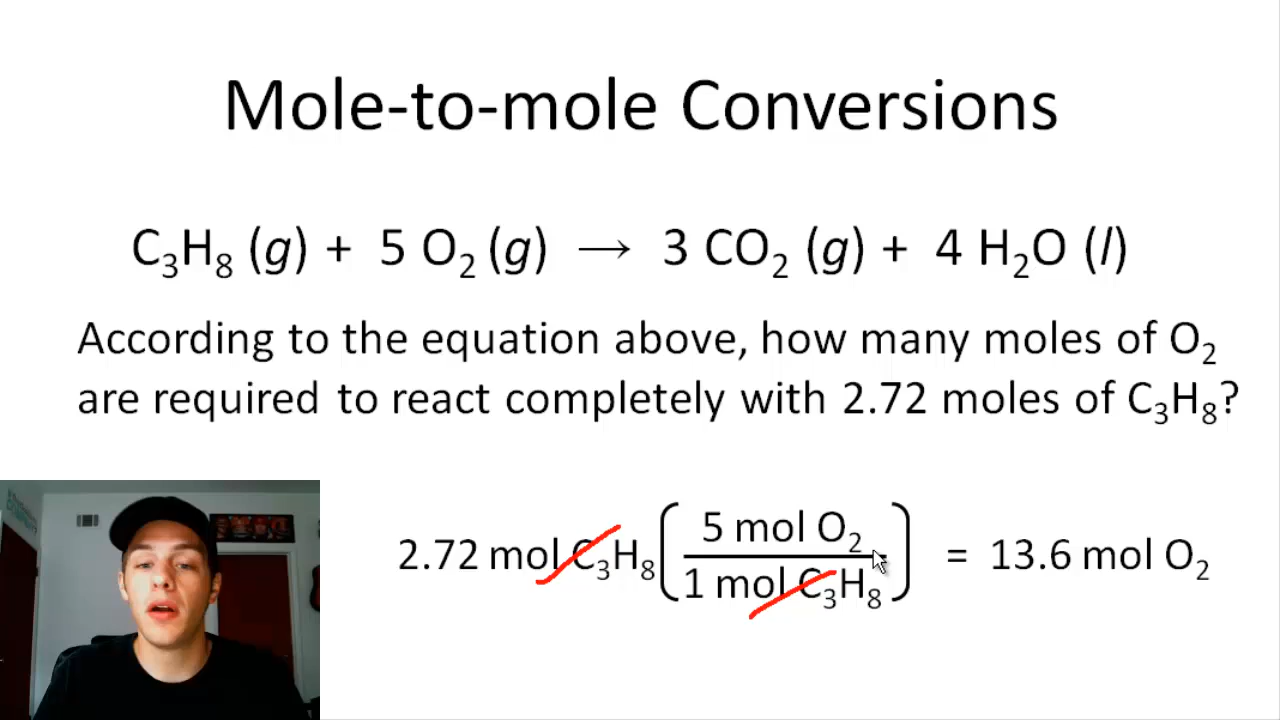 Mole-to-mole Conversions
C₃H₈ (g) + 5 O₂ (g) → 3 CO₂ (g) + 4 H₂O (l)
According to the equation above, how many moles of O₂
are required to react completely with 2.72 moles of C₃H₈?
2.72 mol C₃H₈ (5 mol O₂ / 1 mol C₃H₈) = 13.6 mol O₂